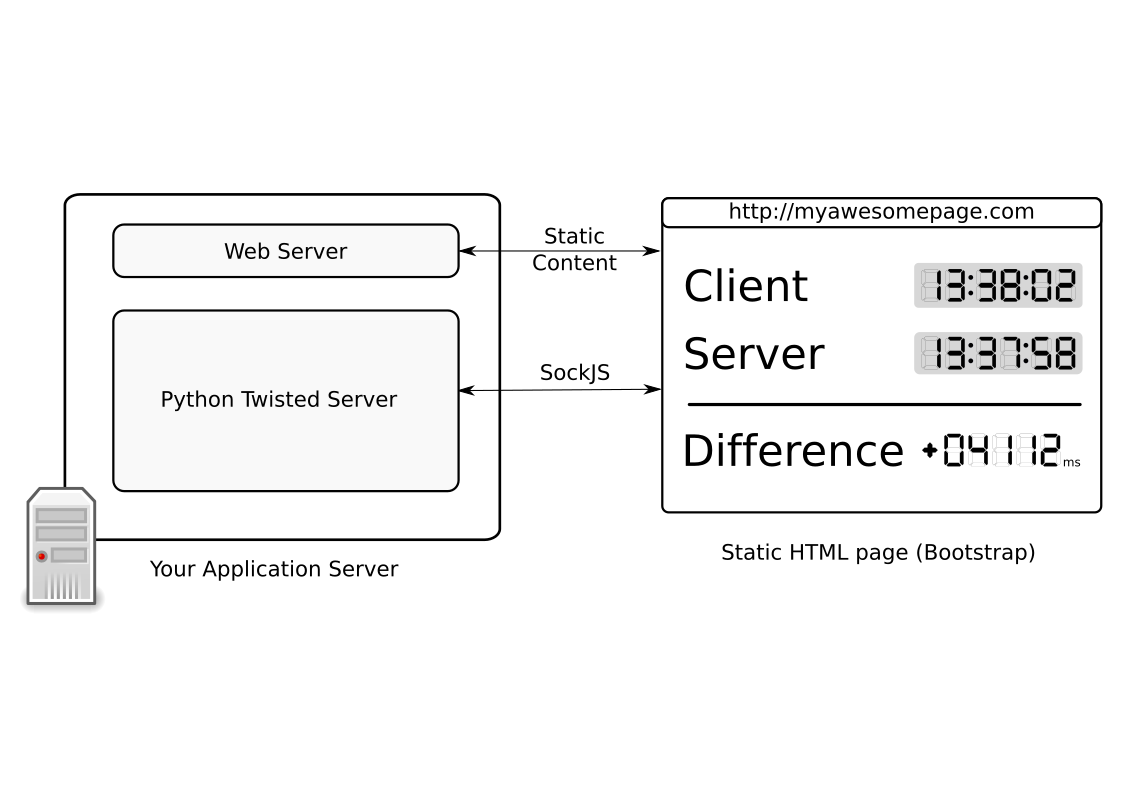 Web Server
Python Twisted Server
Your Application Server
Static
Content
SockJS
http://myawesomepage.com
Client 13:38:02
Server 13:37:58
Difference +04112 ms
Static HTML page (Bootstrap)